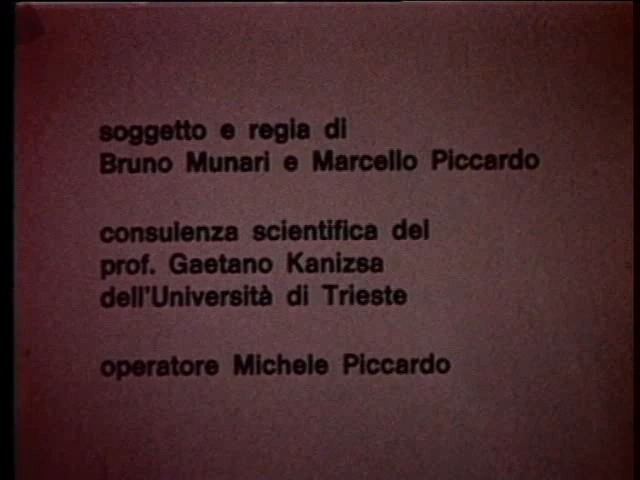 soggetto e regia di
Bruno Munari e Marcello Piccardo
consulenza scientifica del
prof. Gaetano Kanizsa
dell'Università di Trieste
operatore Michele Piccardo